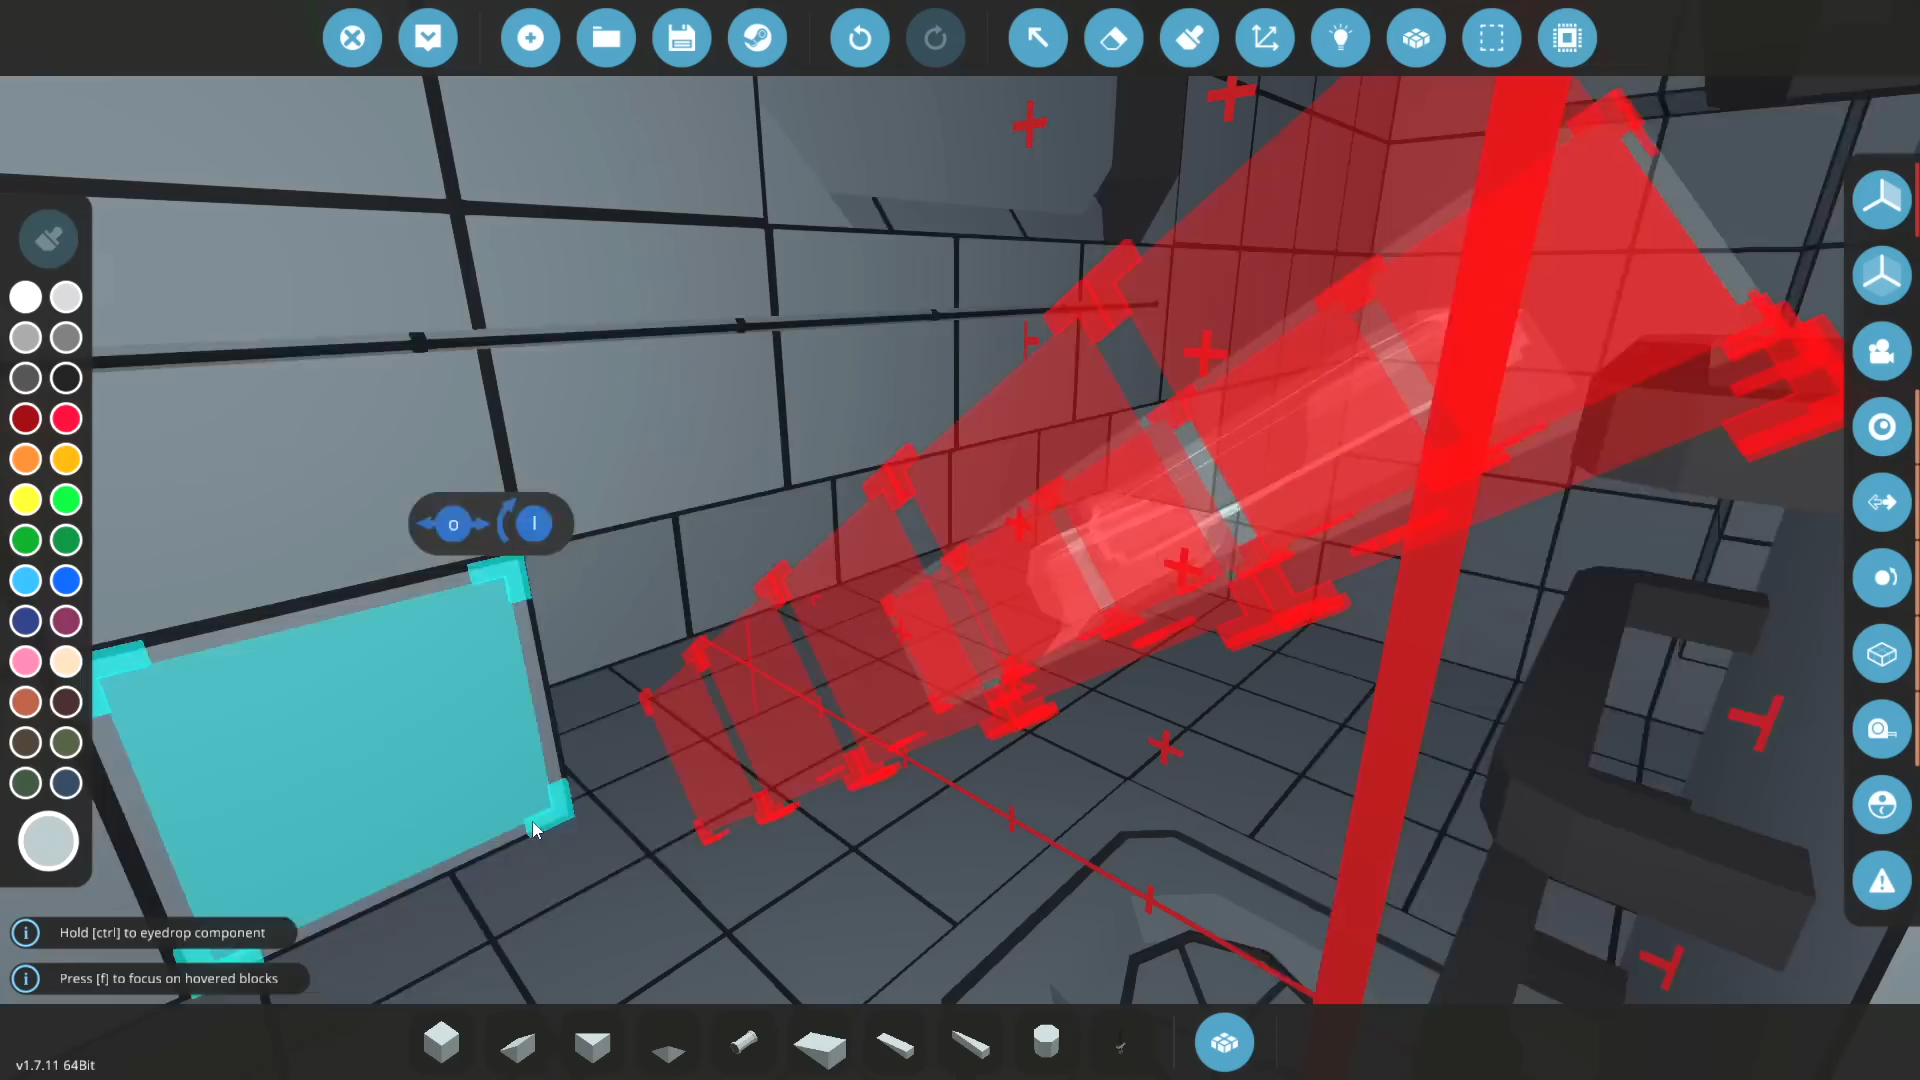 o
l
Hold [ctrl] to eyedrop component
Press [f] to focus on hovered blocks
v1.7.11 64Bit